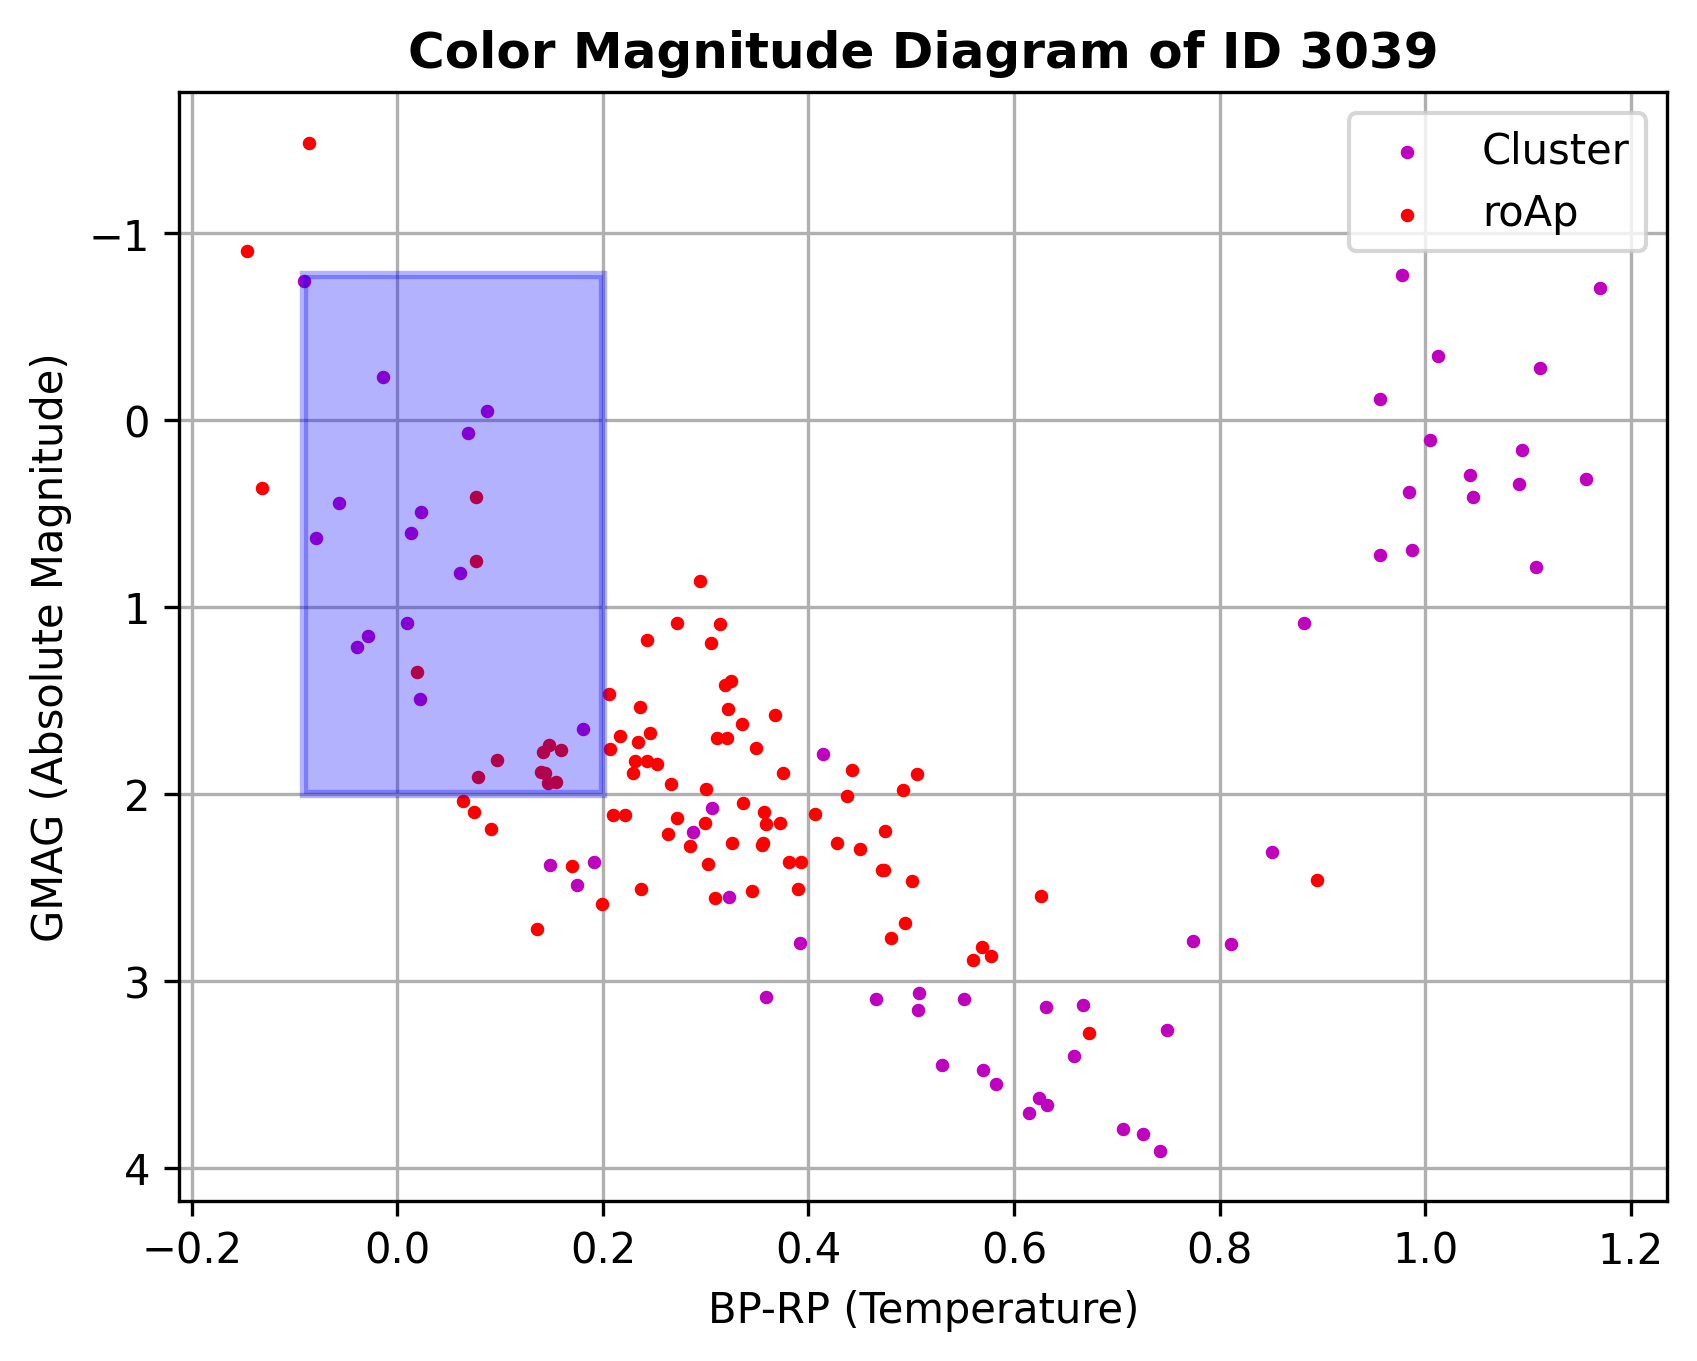 Color Magnitude Diagram of ID 3039
Cluster
roAp
GMAG (Absolute Magnitude)
−1
0
1
2
3
4
−0.2 0.0 0.2 0.4 0.6 0.8 1.0 1.2
BP-RP (Temperature)